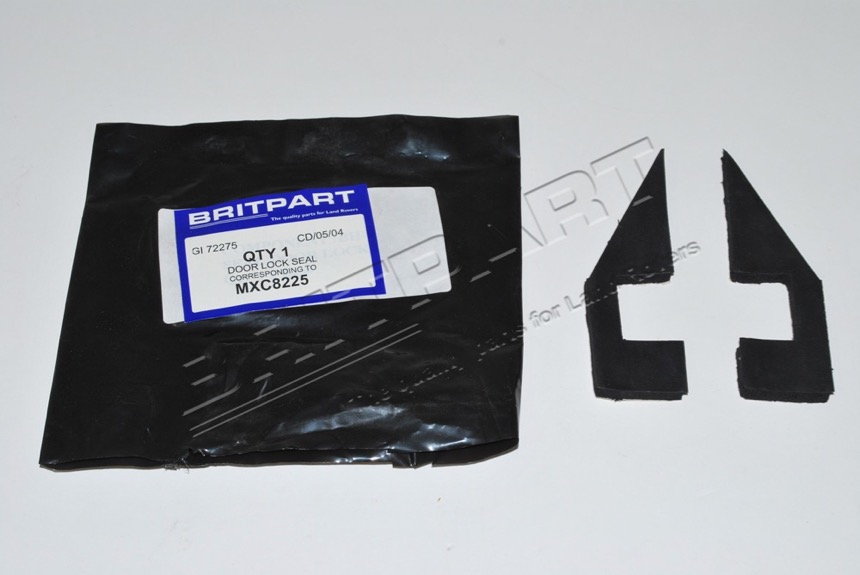 BRITPART
The quality parts for Land Rovers
GI 72275
CD/05/04
QTY 1
DOOR LOCK SEAL
CORRESPONDING TO
MXC8225
BRITPART
The quality parts for Land Rovers